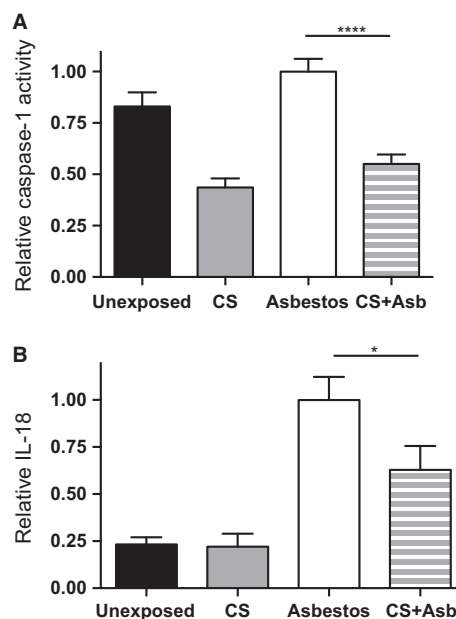 A
****
Relative caspase-1 activity
1.00
0.75
0.50
0.25
0.00
Unexposed CS Asbestos CS+Asb
B
*
Relative IL-18
1.00
0.75
0.50
0.25
0.00
Unexposed CS Asbestos CS+Asb